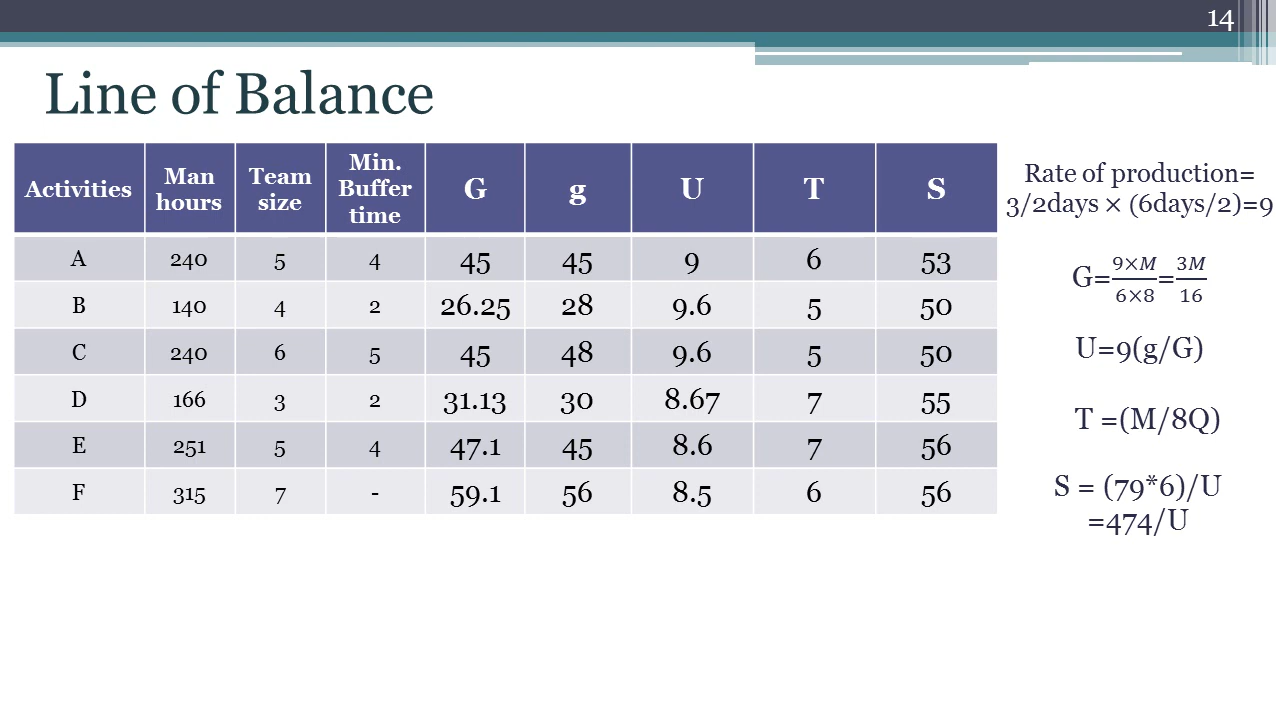 14
Line of Balance
Activities Man hours Team size Min. Buffer time G g U T S
A 240 5 4 45 45 9 6 53
B 140 4 2 26.25 28 9.6 5 50
C 240 6 5 45 48 9.6 5 50
D 166 3 2 31.13 30 8.67 7 55
E 251 5 4 47.1 45 8.6 7 56
F 315 7 - 59.1 56 8.5 6 56
Rate of production=
3/2days × (6days/2)=9
G=9×M/6×8=3M/16
U=9(g/G)
T =(M/8Q)
S = (79*6)/U
=474/U